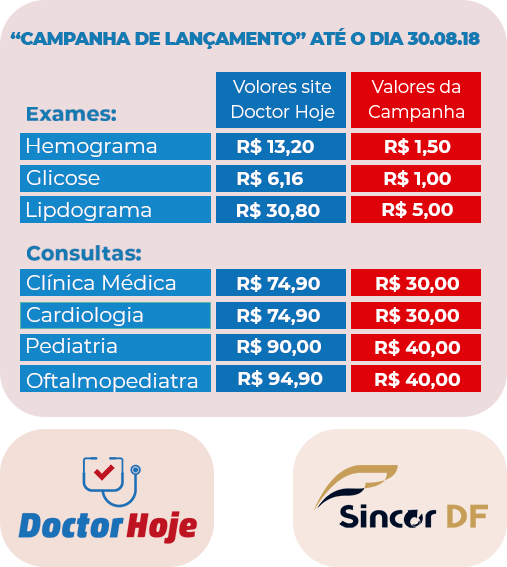 “CAMPANHA DE LANÇAMENTO” ATÉ O DIA 30.08.18
Volores site Valores da
Doctor Hoje Campanha
Exames:
Hemograma R$ 13,20 R$ 1,50
Glicose R$ 6,16 R$ 1,00
Lipdograma R$ 30,80 R$ 5,00
Consultas:
Clínica Médica R$ 74,90 R$ 30,00
Cardiologia R$ 74,90 R$ 30,00
Pediatria R$ 90,00 R$ 40,00
Oftalmopediatra R$ 94,90 R$ 40,00
Doctor Hoje
Sincor DF